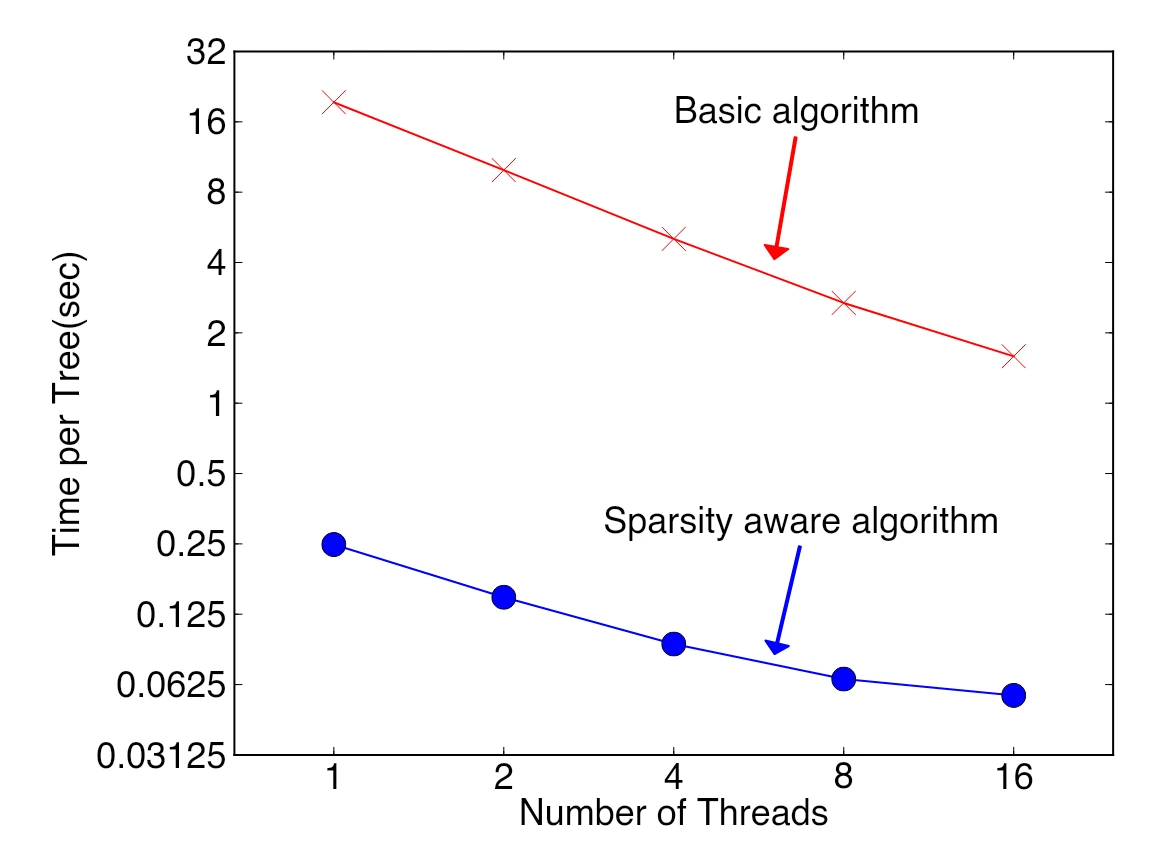 32
16
8
4
2
1
0.5
0.25
0.125
0.0625
0.03125
Time per Tree(sec)
Basic algorithm
Sparsity aware algorithm
1 2 4 8 16
Number of Threads